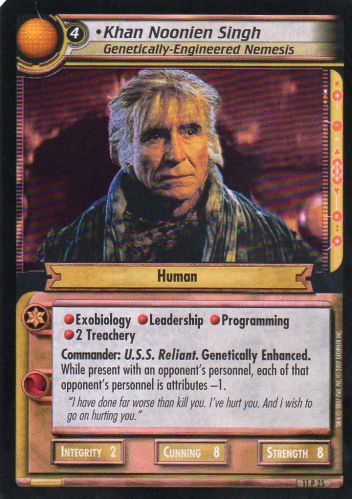 4
•Khan Noonien Singh
Genetically-Engineered Nemesis
Human
Exobiology Leadership Programming
2 Treachery
Commander: U.S.S. Reliant. Genetically Enhanced.
While present with an opponent's personnel, each of that
opponent's personnel is attributes –1.
"I have done far worse than kill you. I've hurt you. And I wish to
go on hurting you."
INTEGRITY 2 CUNNING 8 STRENGTH 8
11 P 25